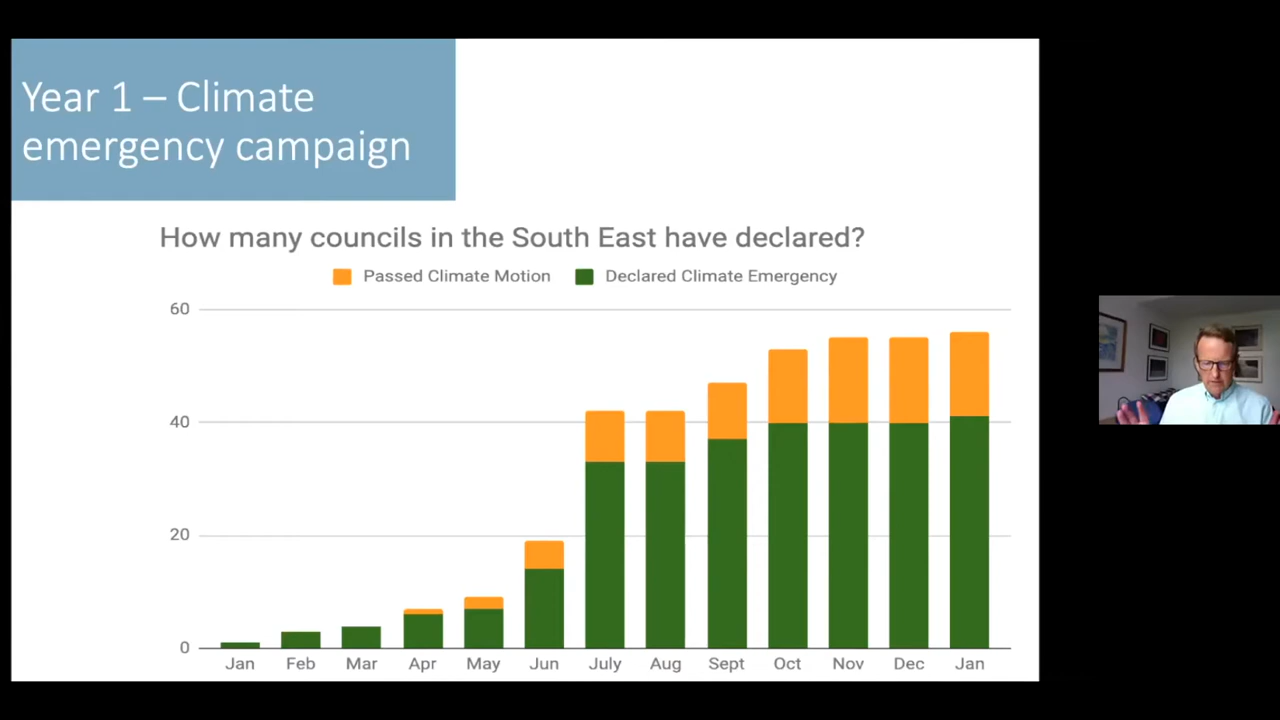 Year 1 – Climate
emergency campaign
How many councils in the South East have declared?
Passed Climate Motion Declared Climate Emergency
60
40
20
0
Jan Feb Mar Apr May Jun July Aug Sept Oct Nov Dec Jan